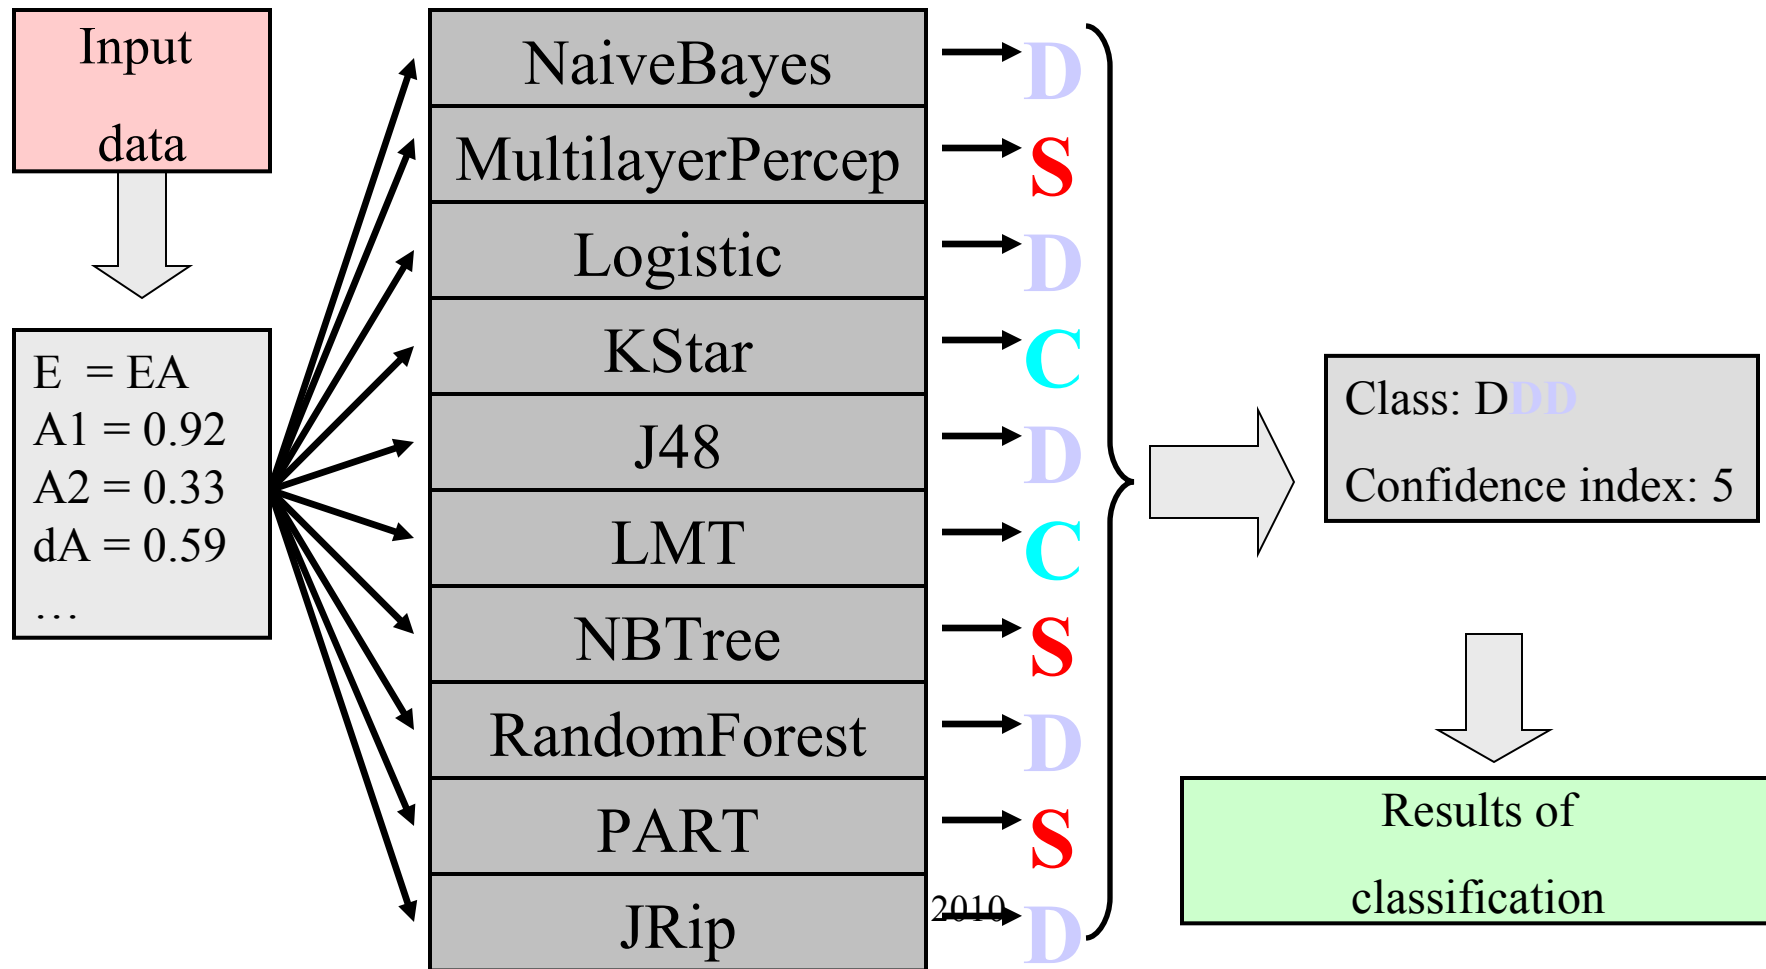 Input
data
E = EA
A1 = 0.92
A2 = 0.33
dA = 0.59
…
NaiveBayes
MultilayerPercep
Logistic
KStar
J48
LMT
NBTree
RandomForest
PART
JRip
2010
D
S
D
C
D
C
S
D
S
D
Class: DDD
Confidence index: 5
Results of
classification